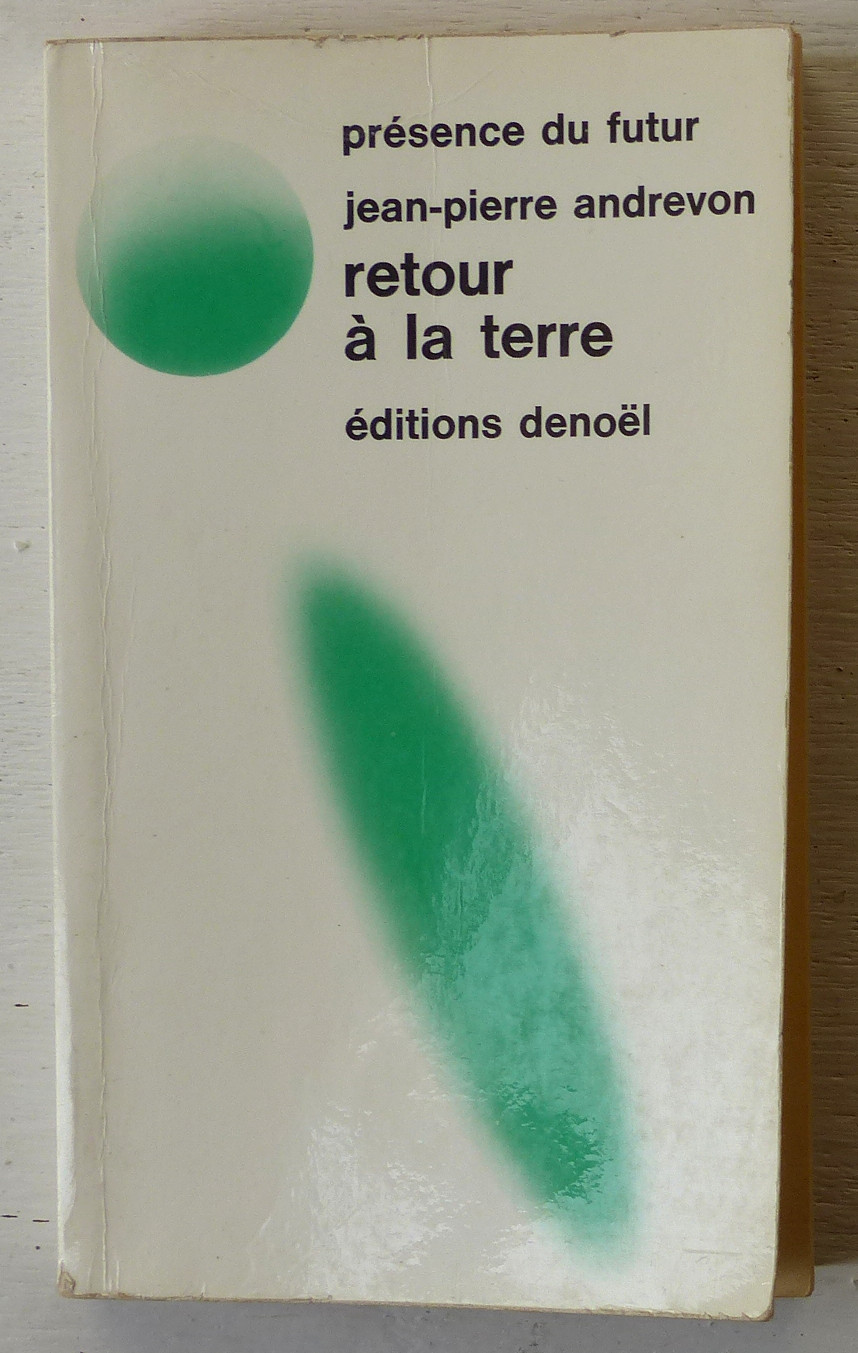 présence du futur
jean-pierre andrevon
retour
à la terre
éditions denoël